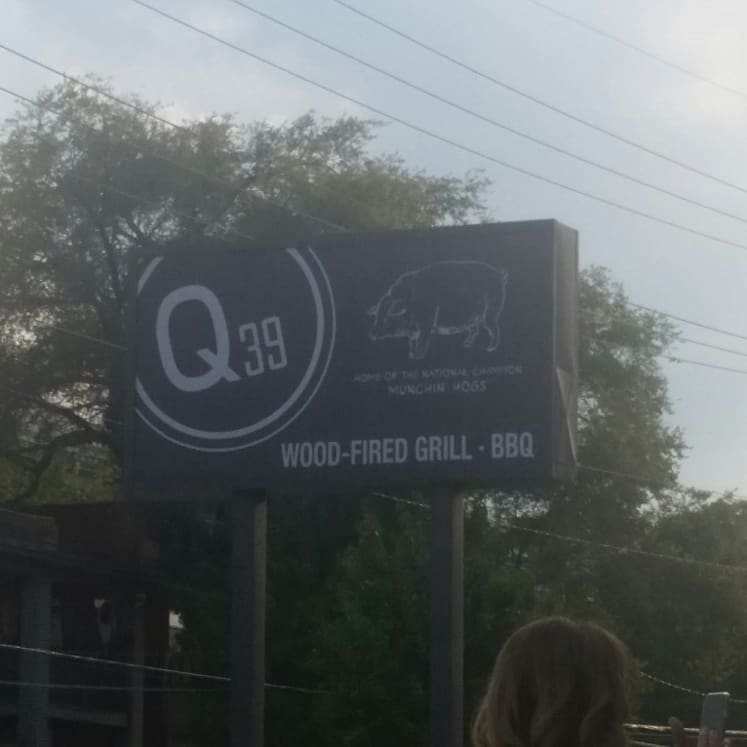 Q39
HOME OF THE NATIONAL CHAMPION
MUNCHIN HOGS
WOOD-FIRED GRILL · BBQ